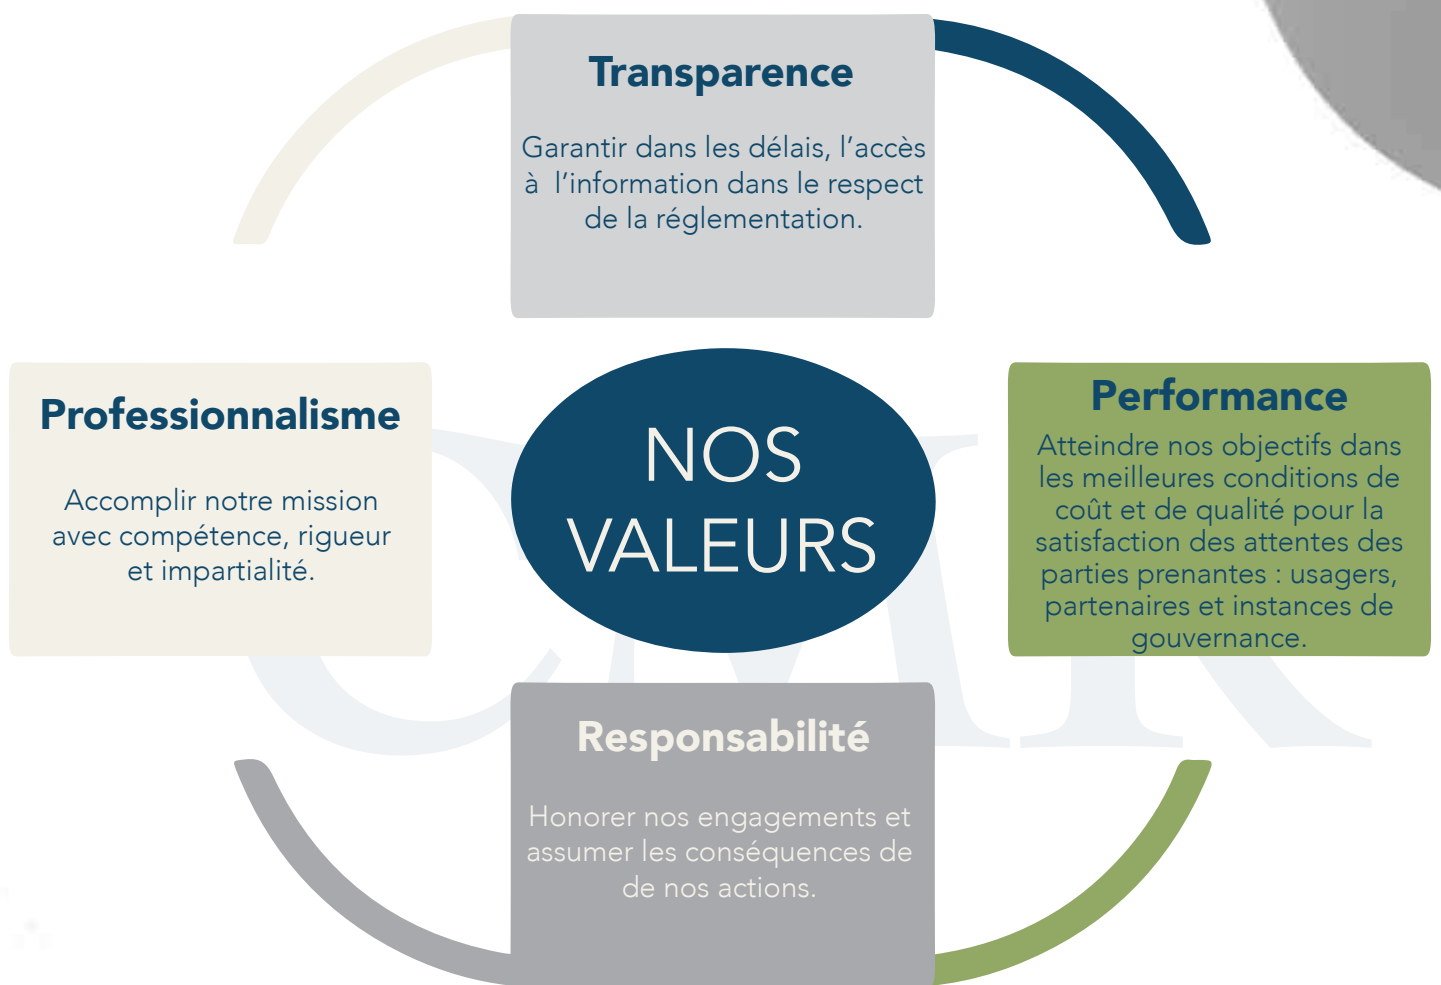 Transparence
Garantir dans les délais, l’accès
à  l’information dans le respect
de la réglementation.
Professionnalisme
Accomplir notre mission
avec compétence, rigueur
et impartialité.
NOS
VALEURS
Performance
Atteindre nos objectifs dans
les meilleures conditions de
coût et de qualité pour la
satisfaction des attentes des
parties prenantes : usagers,
partenaires et instances de
gouvernance.
Responsabilité
Honorer nos engagements et
assumer les conséquences de
de nos actions.
CMR